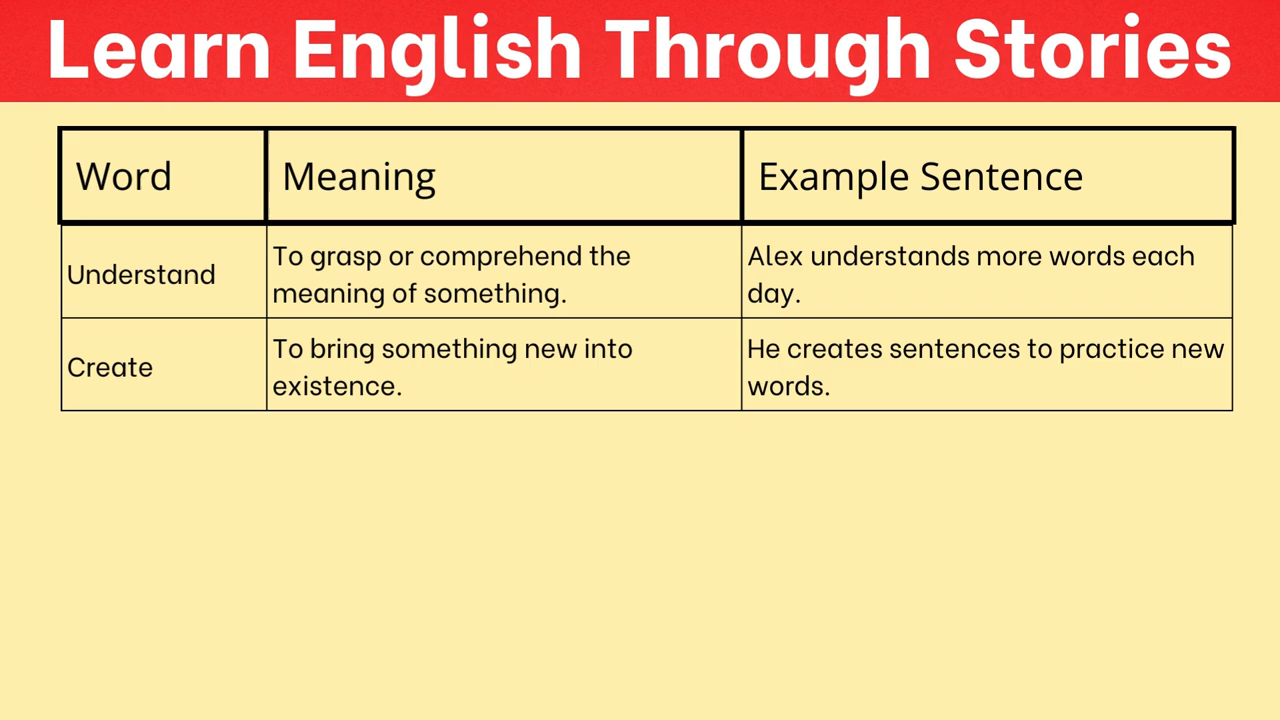 Learn English Through Stories
Word
Meaning
Example Sentence
Understand
To grasp or comprehend the
meaning of something.
Alex understands more words each
day.
Create
To bring something new into
existence.
He creates sentences to practice new
words.